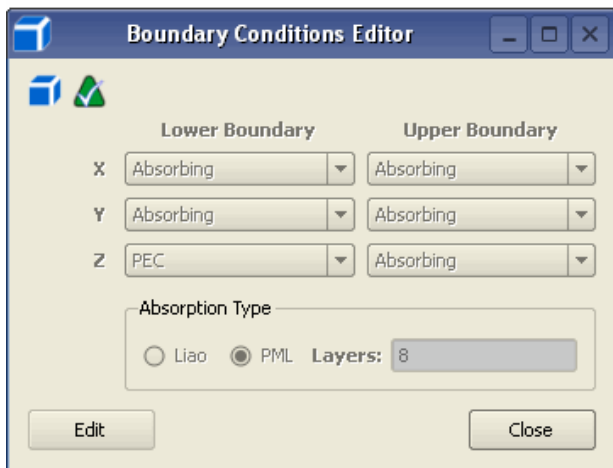 Boundary Conditions Editor
Lower Boundary Upper Boundary
X Absorbing Absorbing
Y Absorbing Absorbing
Z PEC Absorbing
Absorption Type
Liao PML Layers: 8
Edit Close